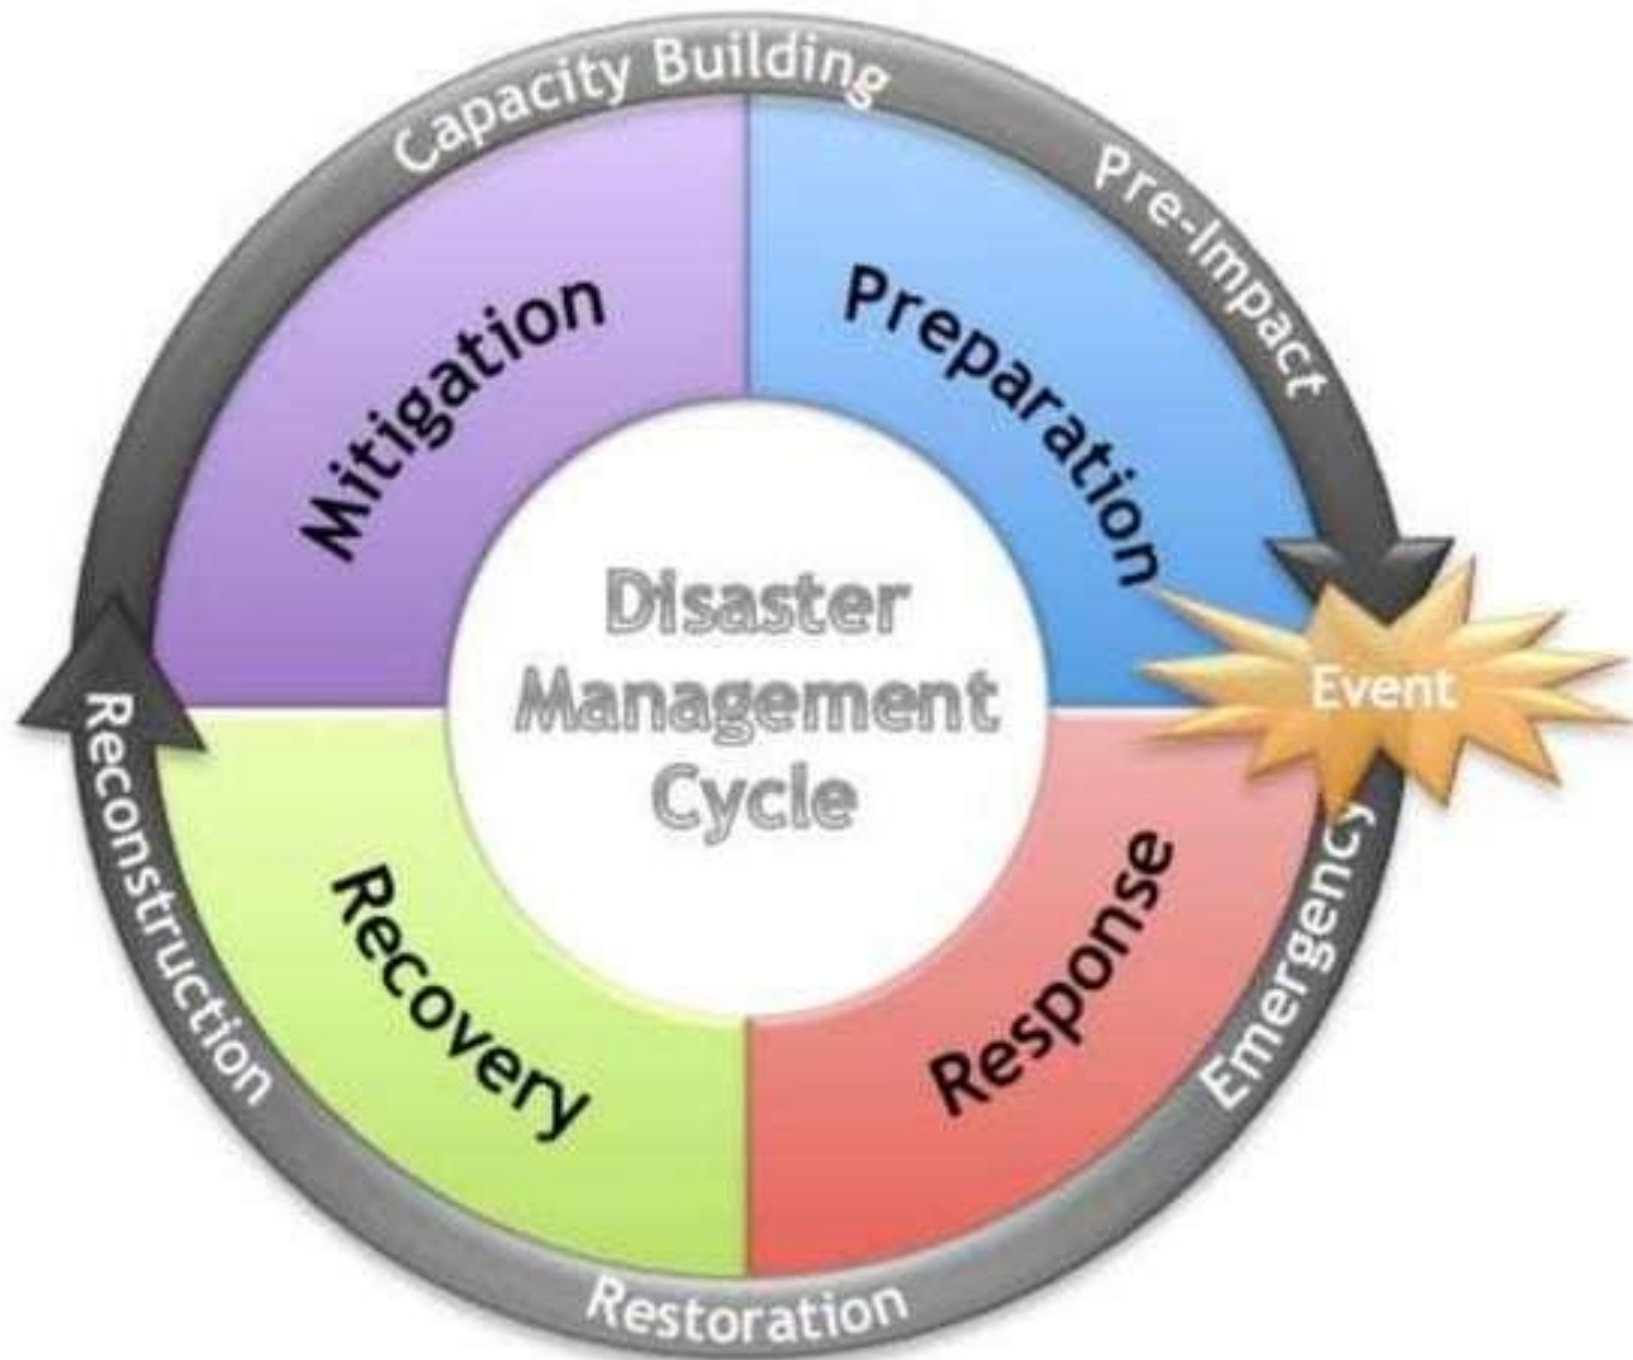 Capacity Building
Pre-Impact
Mitigation
Preparation
Disaster
Management
Cycle
Event
Reconstruction
Recovery
Response
Emergency
Restoration